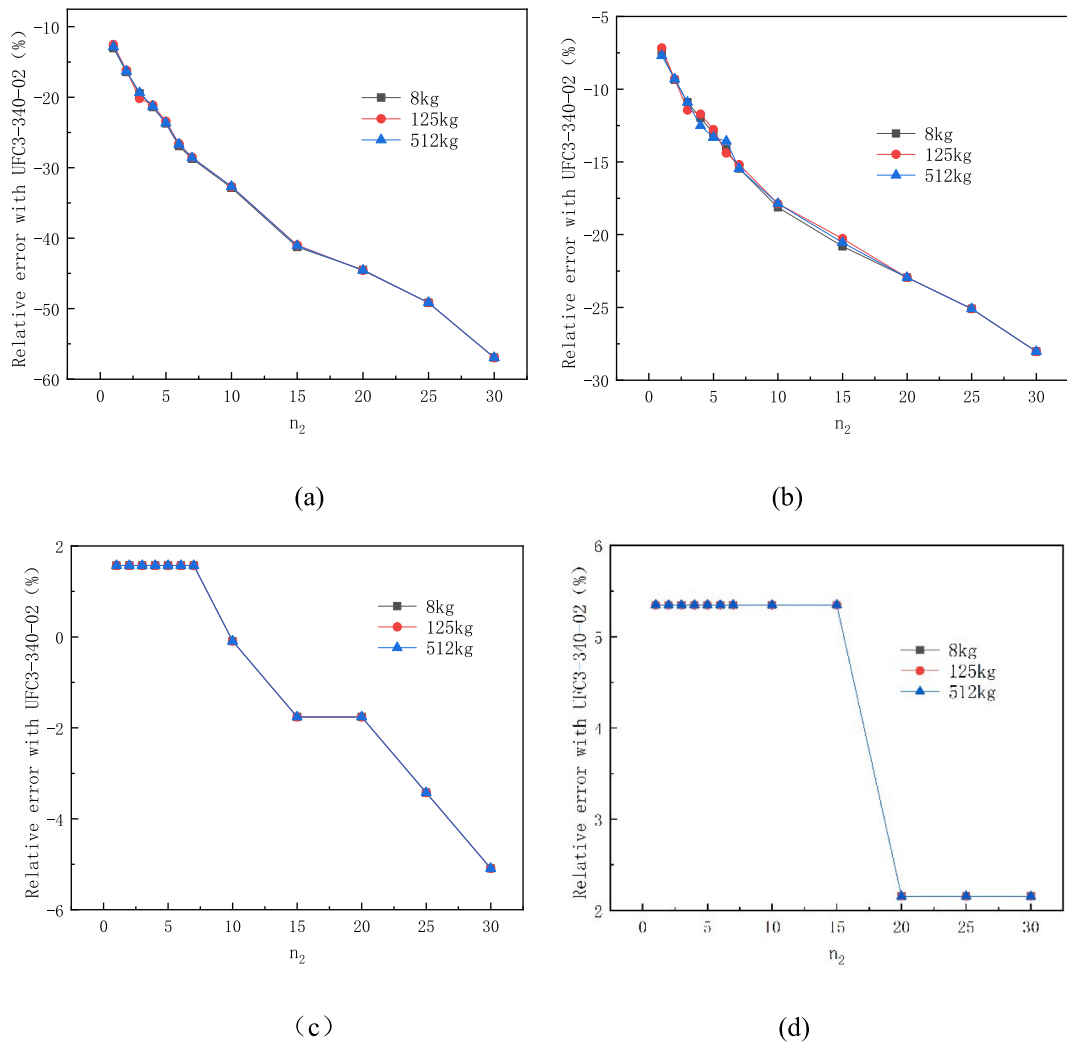 Relative error with UFC3-340-02 (%)
-10
-20
-30
-40
-50
-60
0 5 10 15 20 25 30
n₂
8kg
125kg
512kg
(a)
Relative error with UFC3-340-02 (%)
-5
-10
-15
-20
-25
-30
0 5 10 15 20 25 30
n₂
8kg
125kg
512kg
(b)
Relative error with UFC3-340-02 (%)
2
0
-2
-4
-6
0 5 10 15 20 25 30
n₂
8kg
125kg
512kg
（c）
Relative error with UFC3-340-02 (%)
6
5
4
3
2
0 5 10 15 20 25 30
n₂
8kg
125kg
512kg
(d)